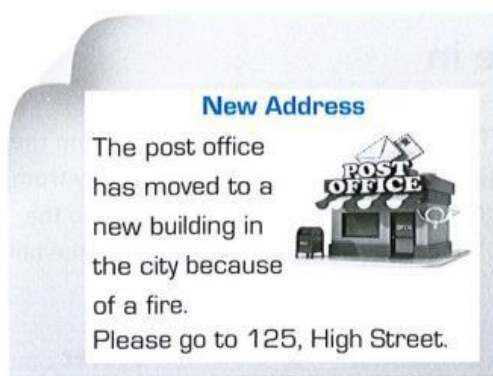 New Address
The post office
has moved to a
new building in
the city because
of a fire.
Please go to 125, High Street.
POST
OFFICE